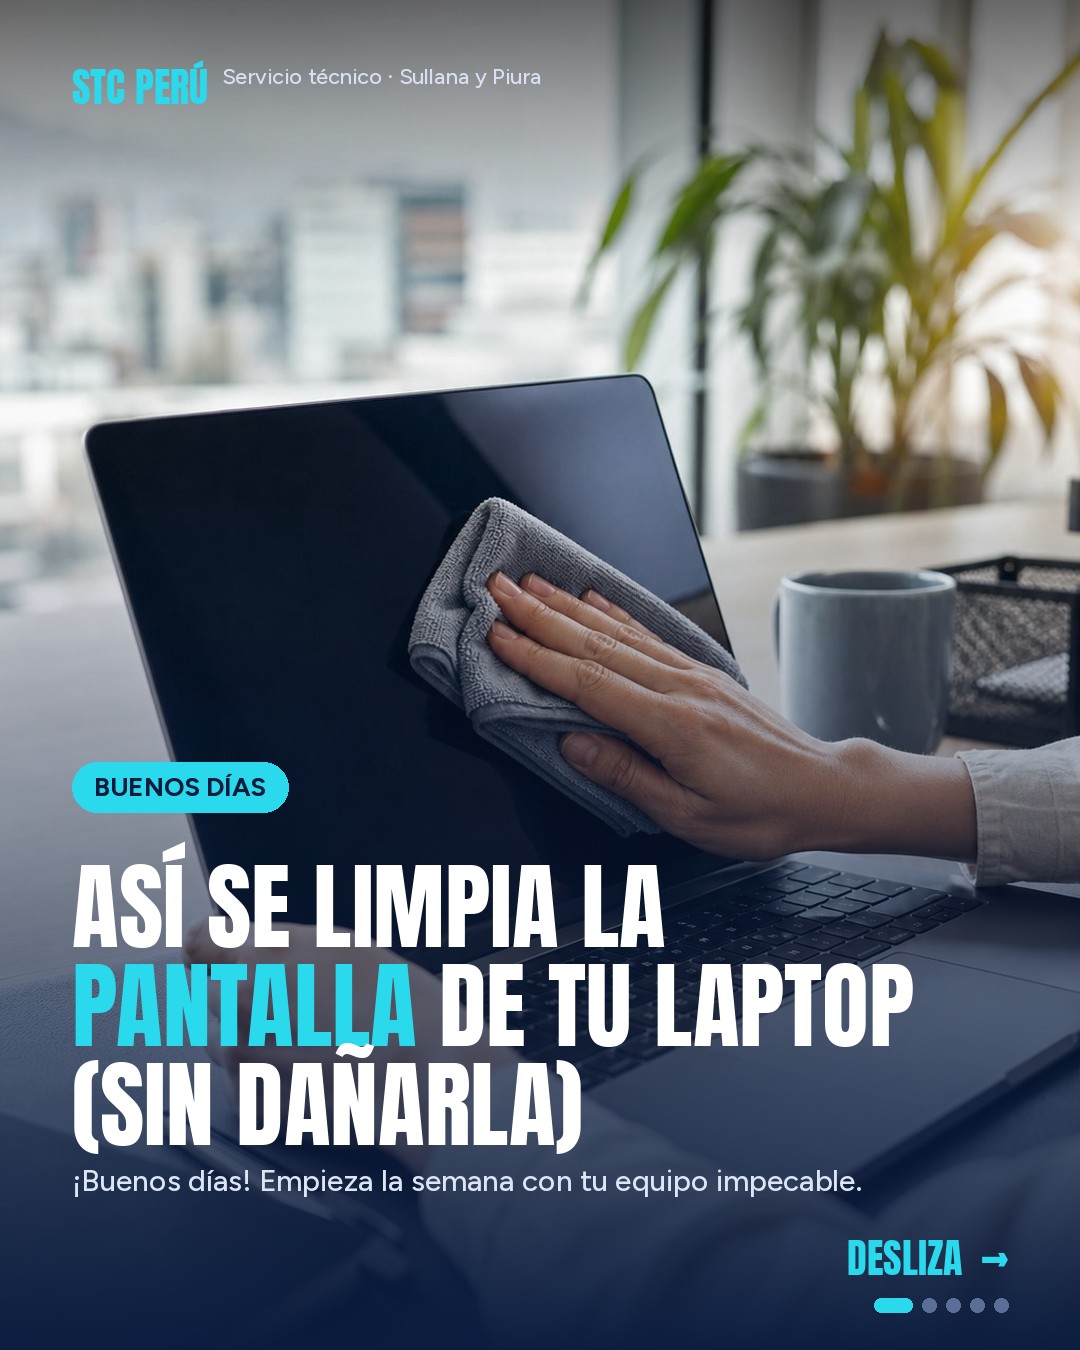 STC PERÚ Servicio técnico · Sullana y Piura
BUENOS DÍAS
ASÍ SE LIMPIA LA
PANTALLA DE TU LAPTOP
(SIN DAÑARLA)
¡Buenos días! Empieza la semana con tu equipo impecable.
DESLIZA →